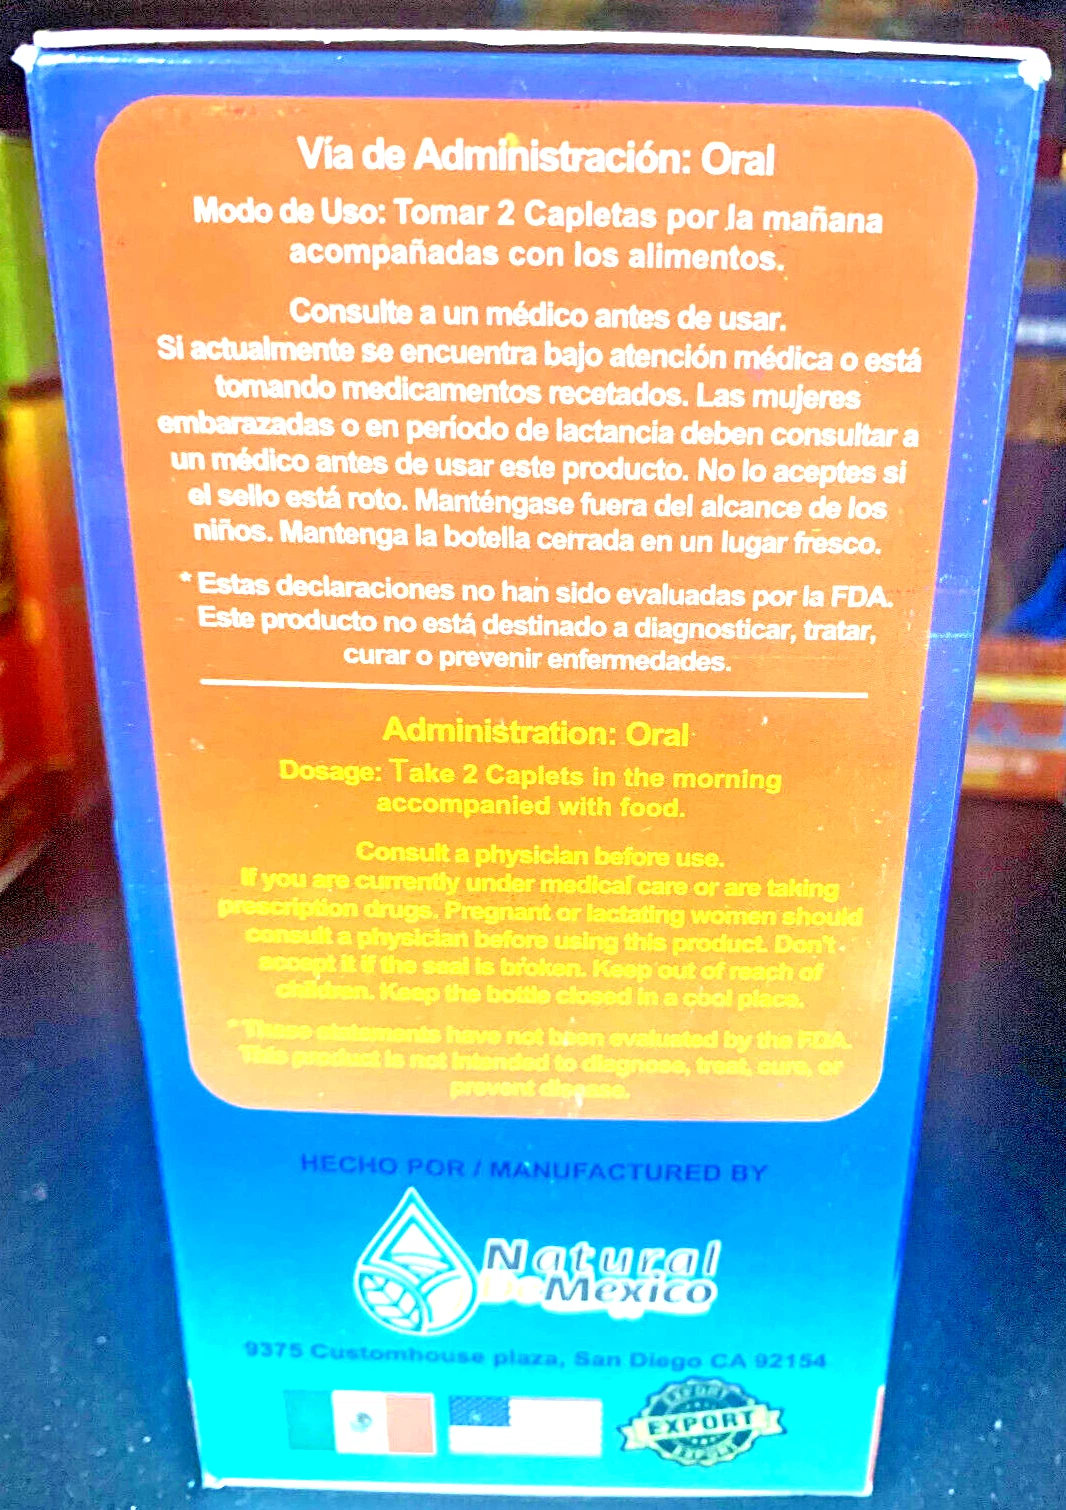 Vía de Administración: Oral
Modo de Uso: Tomar 2 Capletas por la mañana
acompañadas con los alimentos.
Consulte a un médico antes de usar.
Si actualmente se encuentra bajo atención médica o está
tomando medicamentos recetados. Las mujeres
embarazadas o en período de lactancia deben consultar a
un médico antes de usar este producto. No lo aceptes si
el sello está roto. Manténgase fuera del alcance de los
niños. Mantenga la botella cerrada en un lugar fresco.
* Estas declaraciones no han sido evaluadas por la FDA.
Este producto no está destinado a diagnosticar, tratar,
curar o prevenir enfermedades.
Administration: Oral
Dosage: Take 2 Caplets in the morning
accompanied with food.
Consult a physician before use.
If you are currently under medical care or are taking
prescription drugs. Pregnant or lactating women should
consult a physician before using this product. Don't
accept it if the seal is broken. Keep out of reach of
children. Keep the bottle closed in a cool place.
* These statements have not been evaluated by the FDA.
This product is not intended to diagnose, treat, cure, or
prevent disease.
HECHO POR / MANUFACTURED BY
Natural
De Mexico
9375 Customhouse plaza, San Diego CA 92154
EXPORT
EXPORT
EXPORT